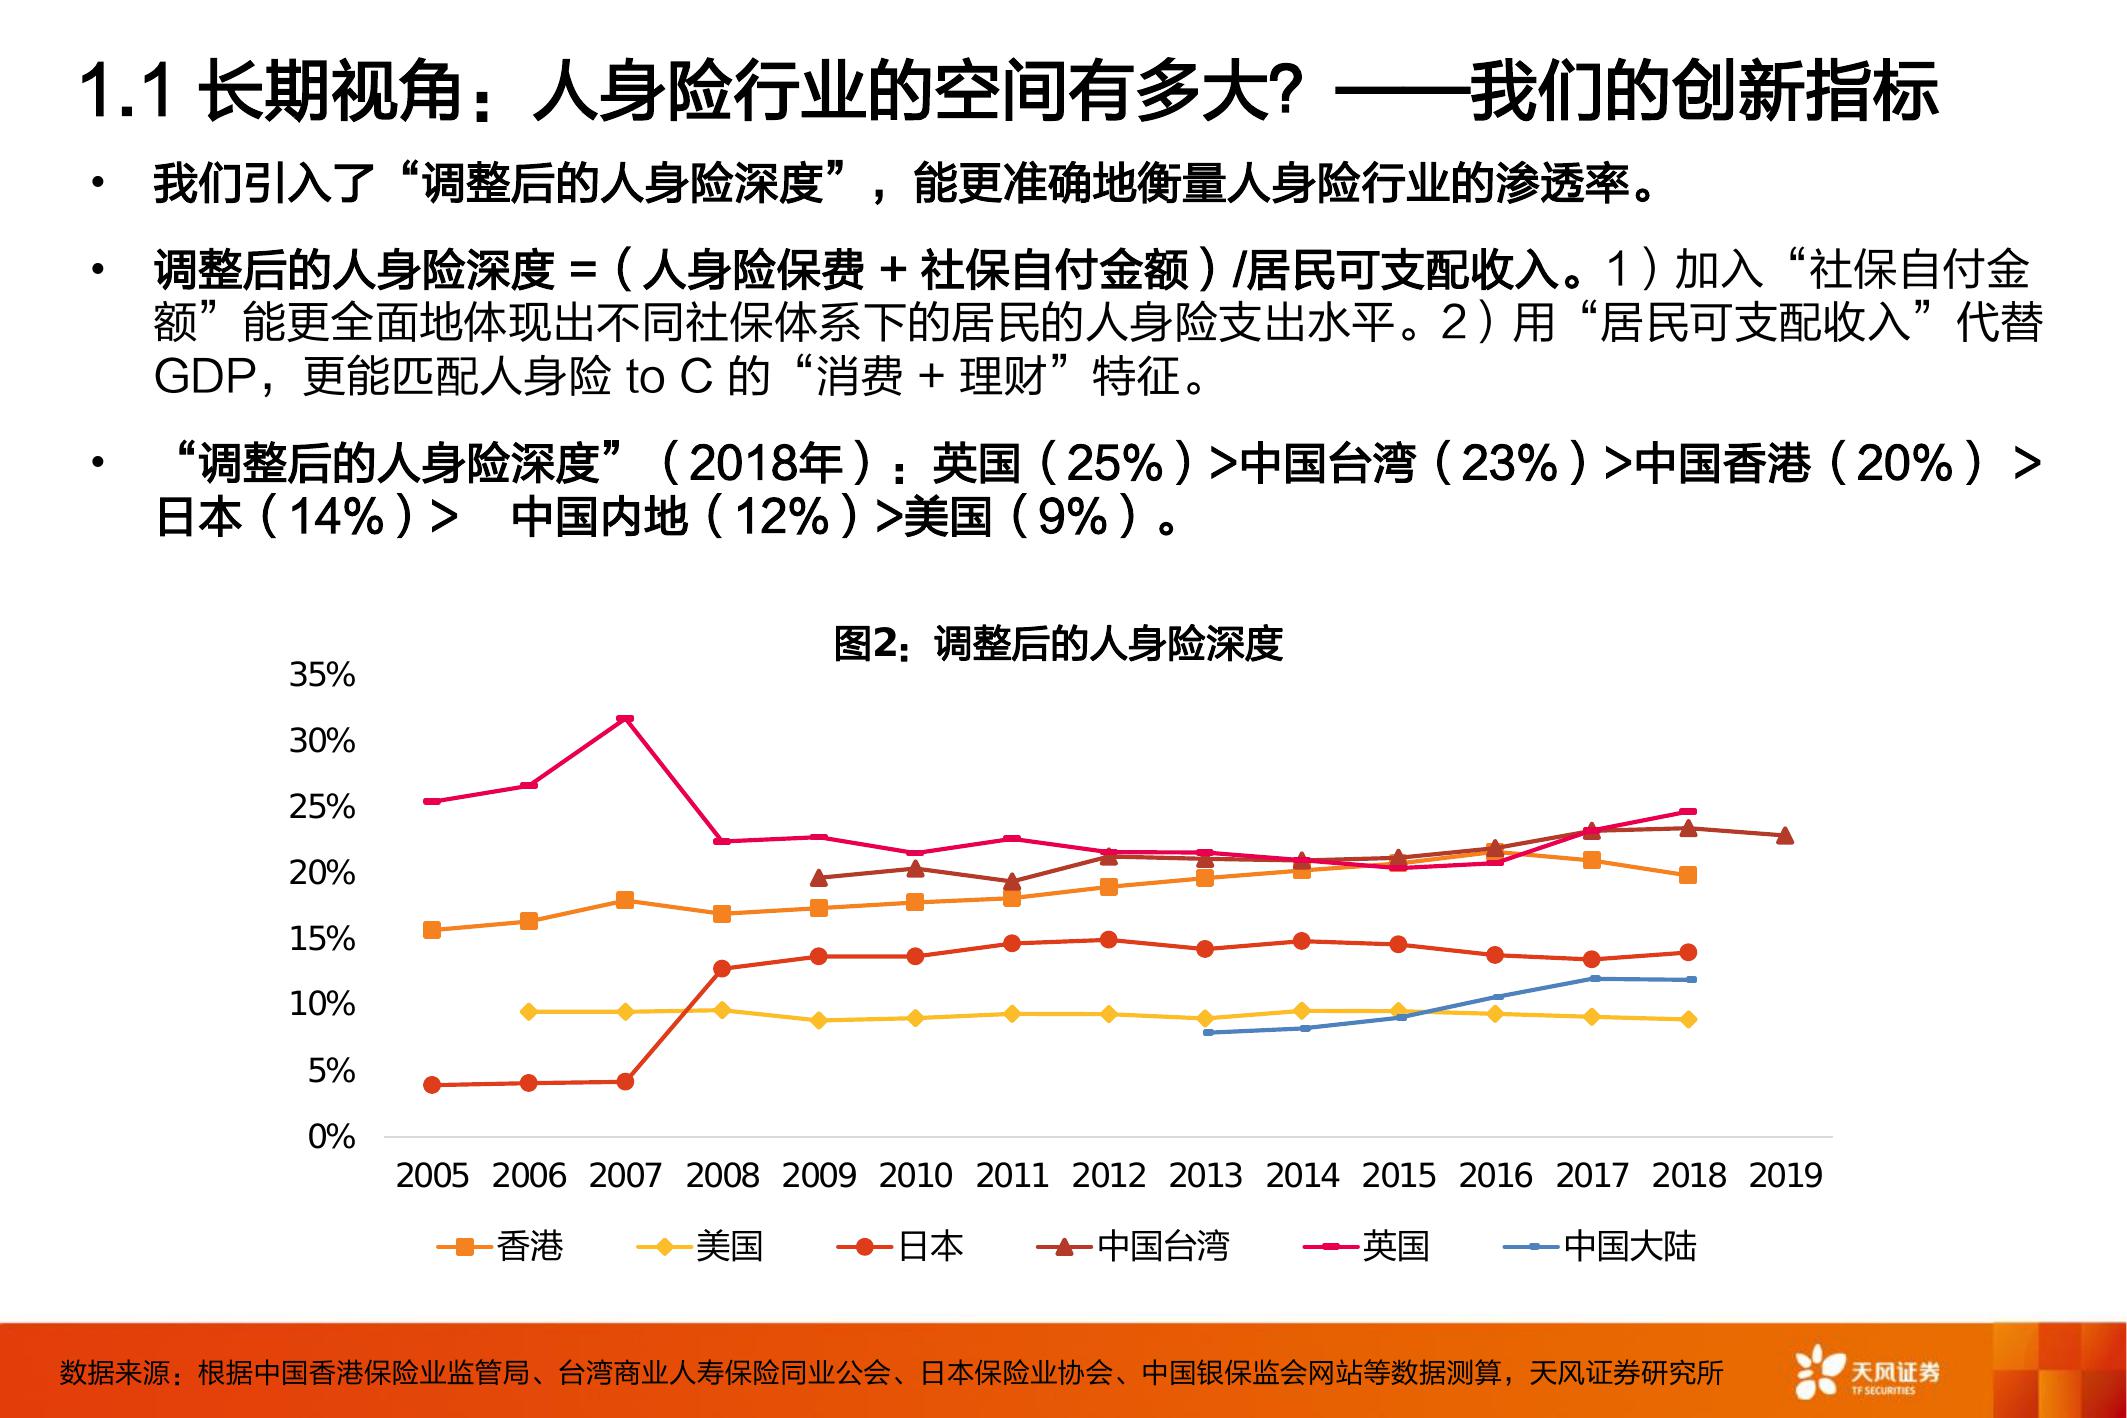 1.1 长期视角：人身险行业的空间有多大？——我们的创新指标
• 我们引入了“调整后的人身险深度”，能更准确地衡量人身险行业的渗透率。
• 调整后的人身险深度 =（人身险保费 + 社保自付金额）/居民可支配收入。1）加入“社保自付金
额”能更全面地体现出不同社保体系下的居民的人身险支出水平。2）用“居民可支配收入”代替
GDP，更能匹配人身险 to C 的“消费 + 理财”特征。
• “调整后的人身险深度”（2018年）：英国（25%）>中国台湾（23%）>中国香港（20%） >
日本（14%）> 中国内地（12%）>美国（9%）。
图2：调整后的人身险深度
35%
30%
25%
20%
15%
10%
5%
0%
2005 2006 2007 2008 2009 2010 2011 2012 2013 2014 2015 2016 2017 2018 2019
香港 美国 日本 中国台湾 英国 中国大陆
数据来源：根据中国香港保险业监管局、台湾商业人寿保险同业公会、日本保险业协会、中国银保监会网站等数据测算，天风证券研究所
天风证券
TF SECURITIES